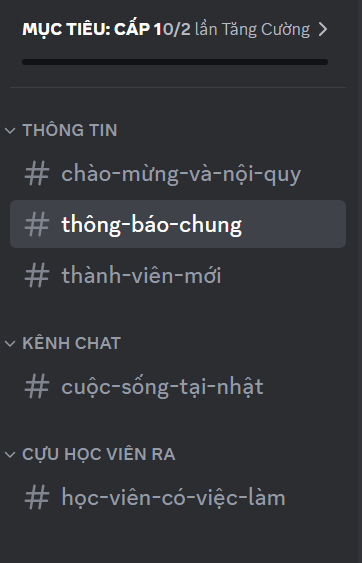 MỤC TIÊU: CẤP 1 0/2 lần Tăng Cường
THÔNG TIN
# chào-mừng-và-nội-quy
# thông-báo-chung
# thành-viên-mới
KÊNH CHAT
# cuộc-sống-tại-nhật
CỰU HỌC VIÊN RA
# học-viên-có-việc-làm